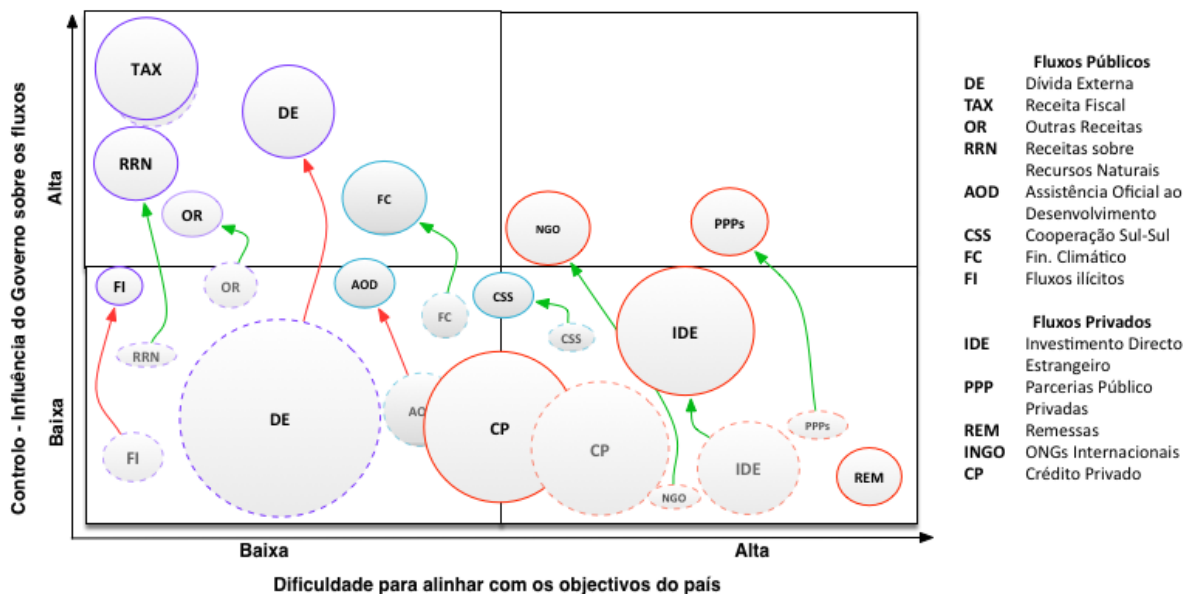 Controlo - Influência do Governo sobre os fluxos
Alta
Baixa
TAX
DE
RRN
OR
FC
NGO
PPPs
FI
OR
AOD
FC
CSS
CSS
IDE
RRN
DE
AO
CP
CP
PPPs
FI
IDE
NGO
REM
Baixa
Alta
Dificuldade para alinhar com os objectivos do país
Fluxos Públicos
DE Dívida Externa
TAX Receita Fiscal
OR Outras Receitas
RRN Receitas sobre
Recursos Naturais
AOD Assistência Oficial ao
Desenvolvimento
CSS Cooperação Sul-Sul
FC Fin. Climático
FI Fluxos ilícitos
Fluxos Privados
IDE Investimento Directo
Estrangeiro
PPP Parcerias Público
Privadas
REM Remessas
INGO ONGs Internacionais
CP Crédito Privado